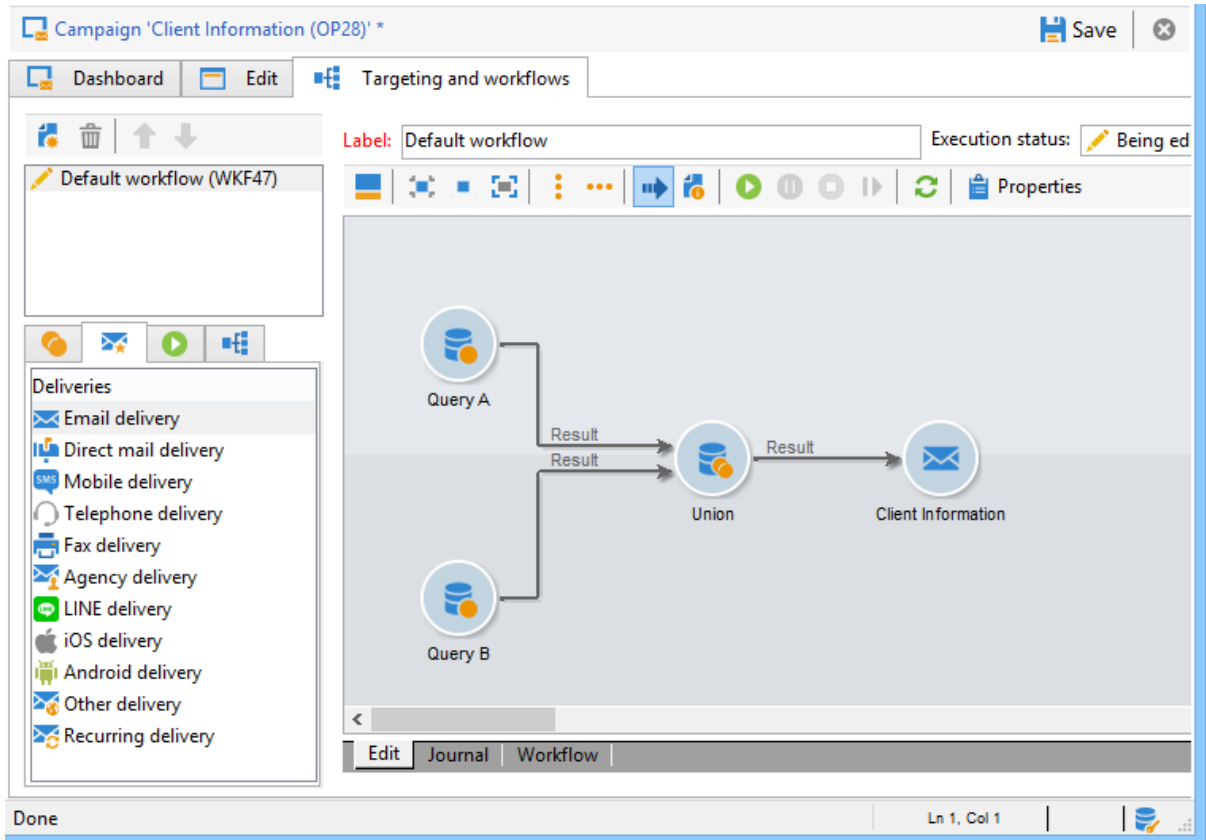 Campaign 'Client Information (OP28)' *
Save
Dashboard
Edit
Targeting and workflows
Label: Default workflow
Execution status: Being ed
Default workflow (WKF47)
Properties
Deliveries
Email delivery
Direct mail delivery
SMS Mobile delivery
Telephone delivery
Fax delivery
Agency delivery
LINE delivery
iOS delivery
Android delivery
Other delivery
Recurring delivery
Query A
Result
Result
Result
Union
Client Information
Query B
Edit
Journal
Workflow
Done
Ln 1, Col 1